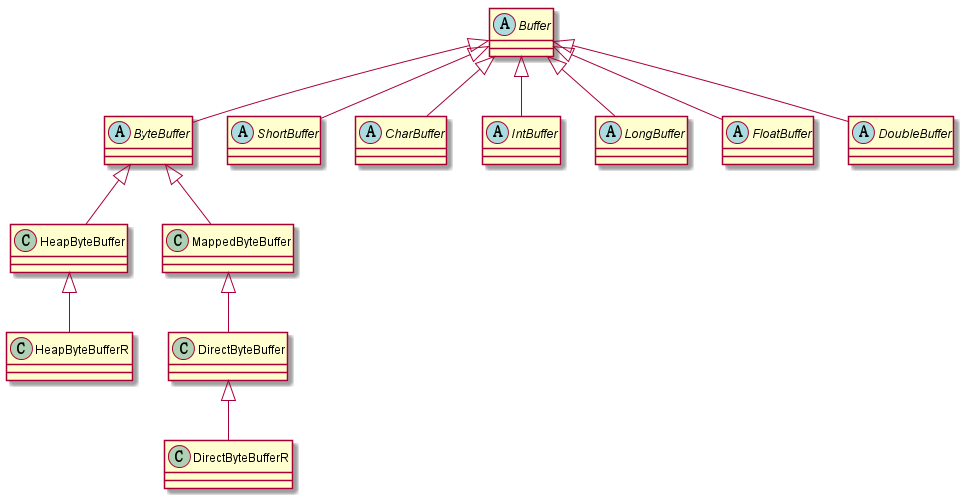 A Buffer
A ByteBuffer
A ShortBuffer
A CharBuffer
A IntBuffer
A LongBuffer
A FloatBuffer
A DoubleBuffer
C HeapByteBuffer
C MappedByteBuffer
C HeapByteBufferR
C DirectByteBuffer
C DirectByteBufferR